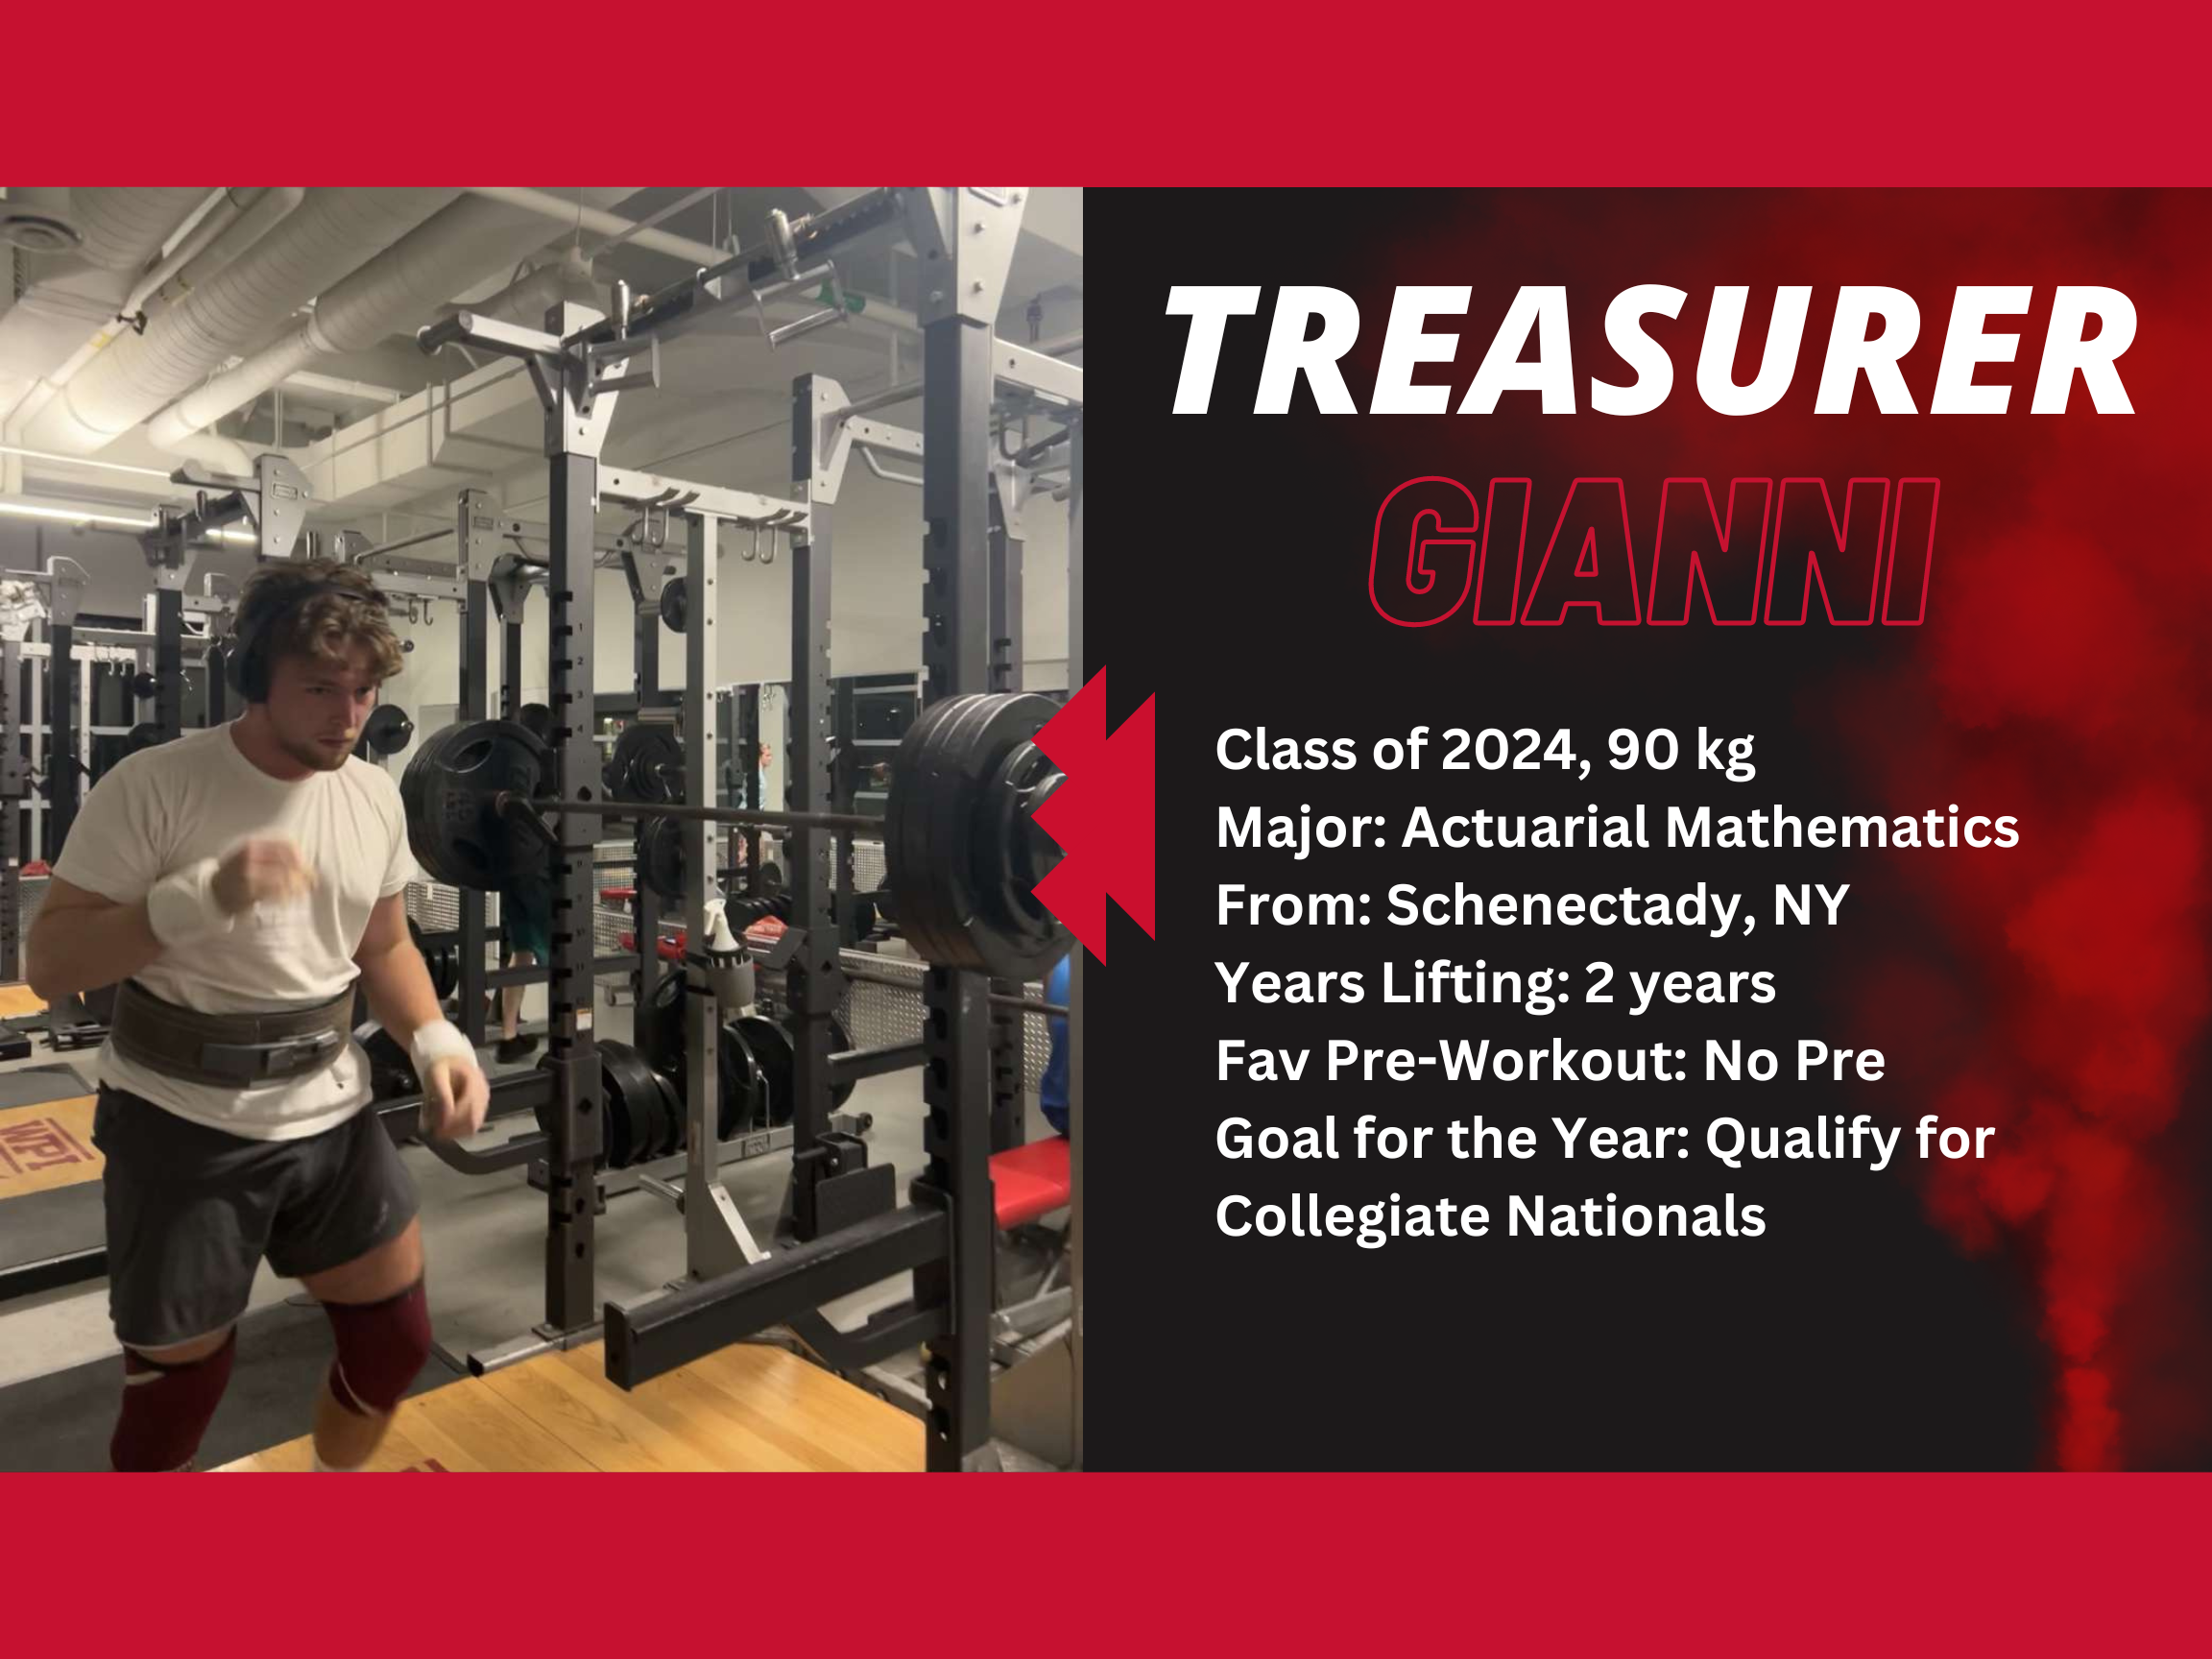 TREASURER
GIANNI
Class of 2024, 90 kg
Major: Actuarial Mathematics
From: Schenectady, NY
Years Lifting: 2 years
Fav Pre-Workout: No Pre
Goal for the Year: Qualify for
Collegiate Nationals
WPI